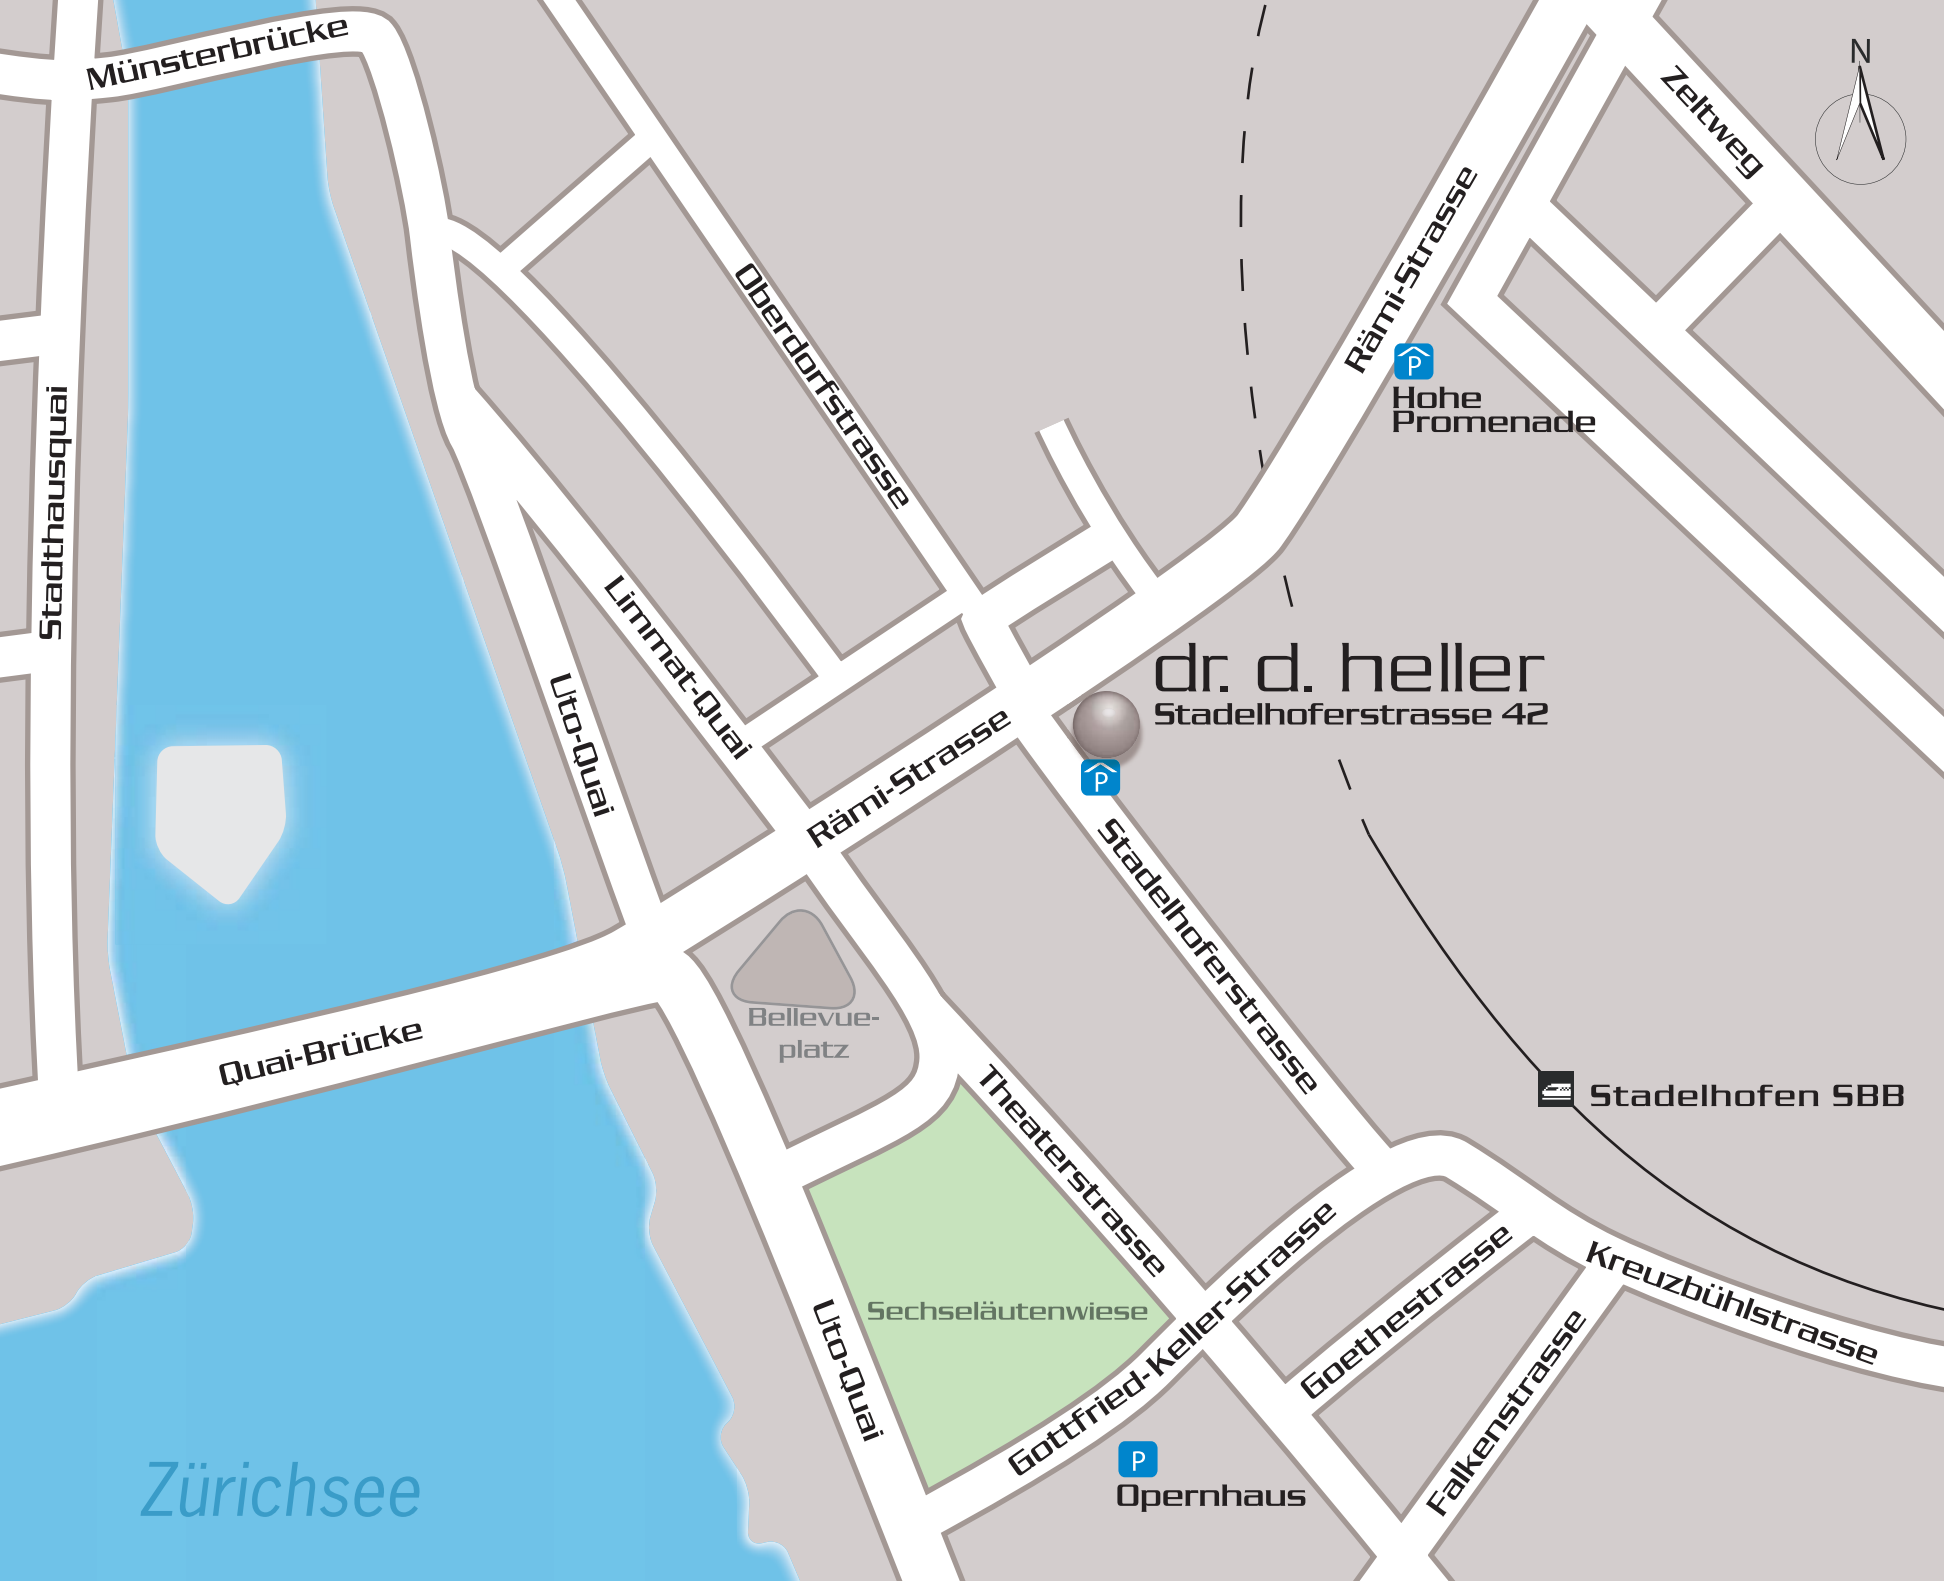 Münsterbrücke
N
Zeltweg
Rämi-Strasse
Oberdorfstrasse
P
Hohe
Promenade
Stadthausquai
Limmat-Quai
Uto-Quai
dr. d. heller
Stadelhoferstrasse 42
Rämi-Strasse
P
Stadelhoferstrasse
Bellevue-
platz
Quai-Brücke
Theaterstrasse
Stadelhofen SBB
Sechseläutenwiese
Uto-Quai
Gottfried-Keller-Strasse
Goethestrasse
Kreuzbühlstrasse
Falkenstrasse
P
Opernhaus
Zürichsee